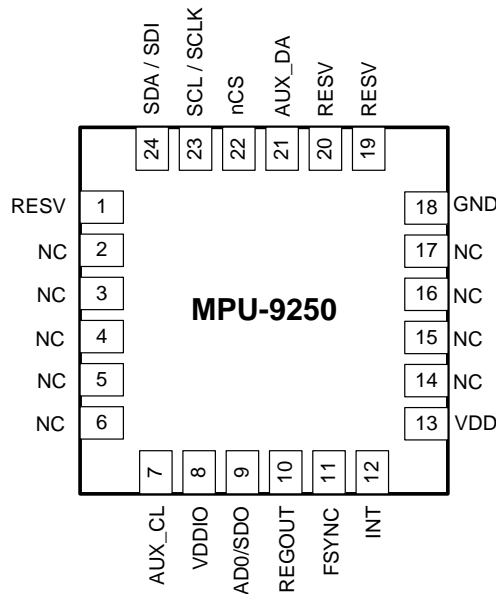 SDA / SDI
SCL / SCLK
nCS
AUX_DA
RESV
RESV
24
23
22
21
20
19
RESV 1
18 GND
NC 2
17 NC
NC 3
16 NC
MPU-9250
NC 4
15 NC
NC 5
14 NC
NC 6
13 VDD
7
8
9
10
11
12
AUX_CL
VDDIO
AD0/SDO
REGOUT
FSYNC
INT